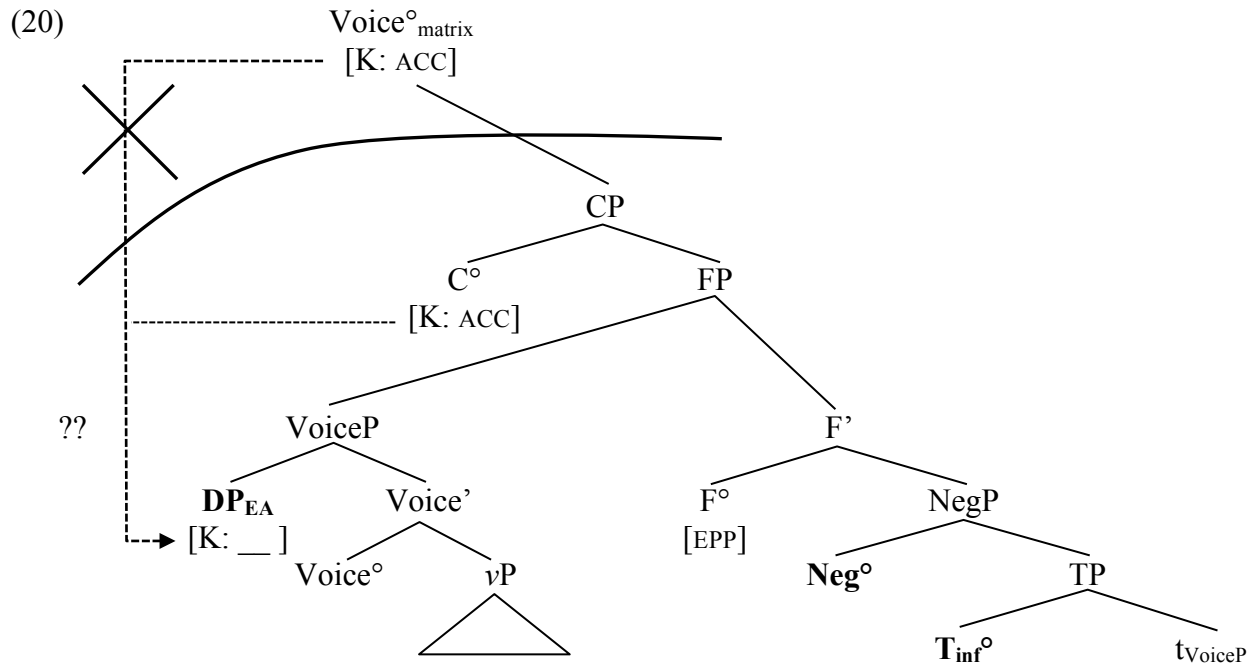 (20) Voice°matrix
[K: ACC]
CP
C° FP
[K: ACC]
?? VoiceP F’
DPEA Voice’ F° NegP
[K: __ ] [EPP]
Voice° vP Neg° TP
Tinf° tVoiceP